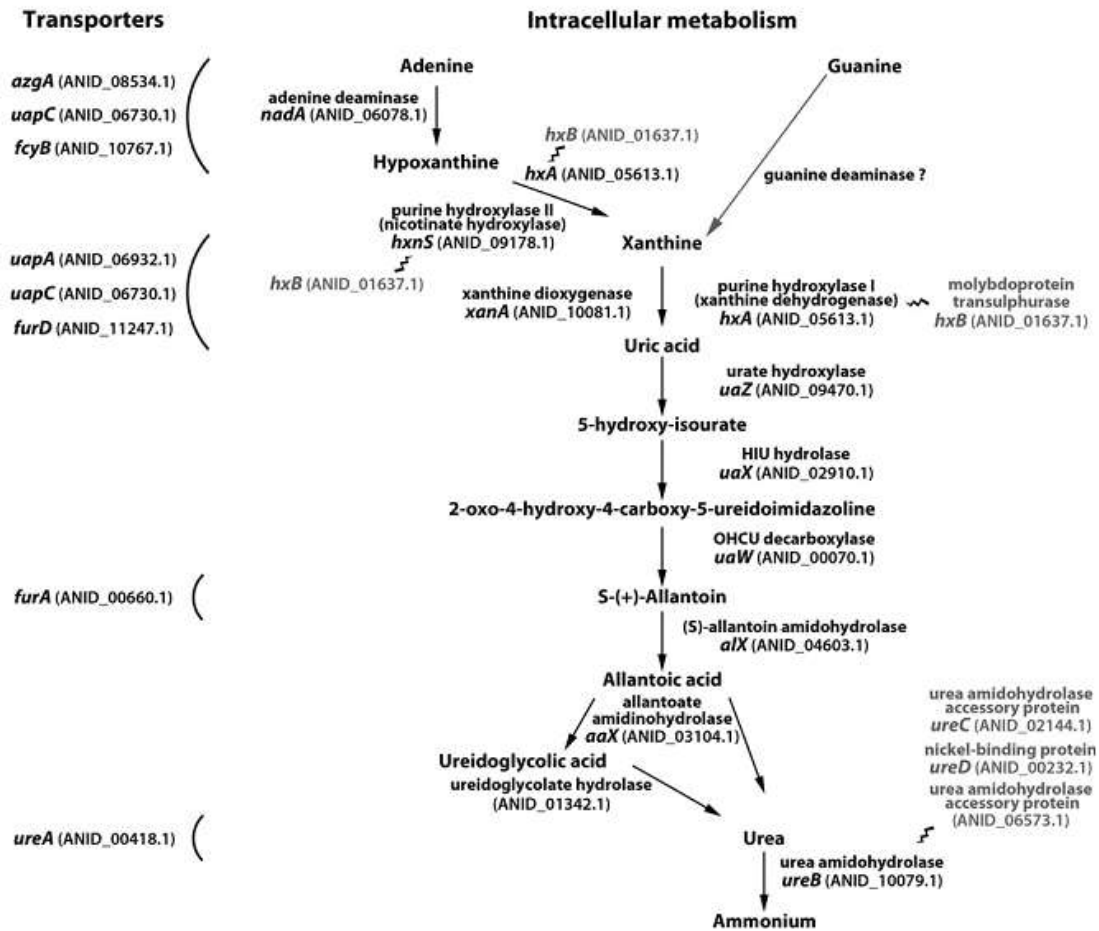 Transporters
Intracellular metabolism
azgA (ANID_08534.1)
uapC (ANID_06730.1)
fcyB (ANID_10767.1)
Adenine
Guanine
adenine deaminase
nadA (ANID_06078.1)
hxB (ANID_01637.1)
Hypoxanthine
hxA (ANID_05613.1)
guanine deaminase ?
purine hydroxylase II
(nicotinate hydroxylase)
hxnS (ANID_09178.1)
Xanthine
hxB (ANID_01637.1)
uapA (ANID_06932.1)
uapC (ANID_06730.1)
furD (ANID_11247.1)
xanthine dioxygenase
xanA (ANID_10081.1)
purine hydroxylase I
(xanthine dehydrogenase)
hxA (ANID_05613.1)
molybdoprotein
transulphurase
hxB (ANID_01637.1)
Uric acid
urate hydroxylase
uaZ (ANID_09470.1)
5-hydroxy-isourate
HIU hydrolase
uaX (ANID_02910.1)
2-oxo-4-hydroxy-4-carboxy-5-ureidoimidazoline
OHCU decarboxylase
uaW (ANID_00070.1)
furA (ANID_00660.1)
S-(+)-Allantoin
(S)-allantoin amidohydrolase
alX (ANID_04603.1)
Allantoic acid
allantoate
amidinohydrolase
aaX (ANID_03104.1)
urea amidohydrolase
accessory protein
ureC (ANID_02144.1)
nickel-binding protein
ureD (ANID_00232.1)
urea amidohydrolase
accessory protein
(ANID_06573.1)
Ureidoglycolic acid
ureidoglycolate hydrolase
(ANID_01342.1)
ureA (ANID_00418.1)
Urea
urea amidohydrolase
ureB (ANID_10079.1)
Ammonium